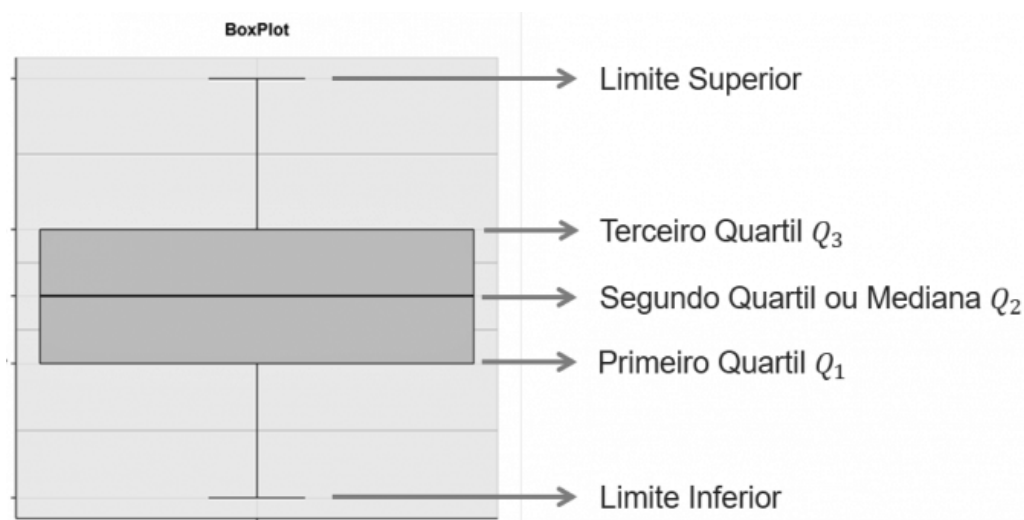 BoxPlot
Limite Superior
Terceiro Quartil Q₃
Segundo Quartil ou Mediana Q₂
Primeiro Quartil Q₁
Limite Inferior